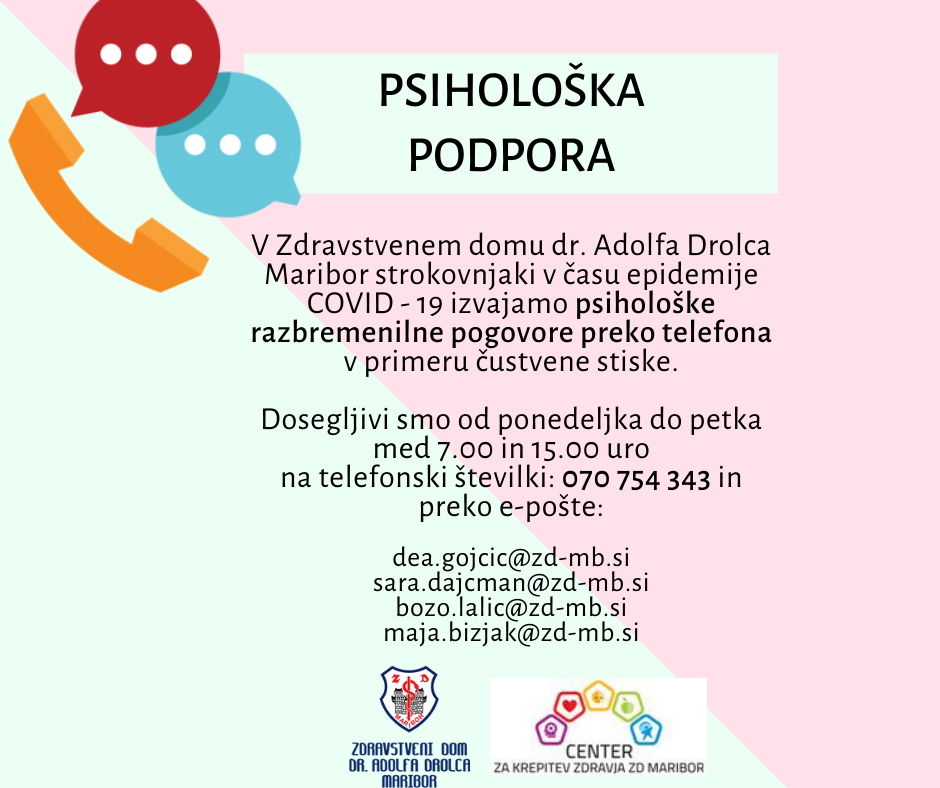 PSIHOLOŠKA
PODPORA
V Zdravstvenem domu dr. Adolfa Drolca
Maribor strokovnjaki v času epidemije
COVID - 19 izvajamo psihološke
razbremenilne pogovore preko telefona
v primeru čustvene stiske.
Dosegljivi smo od ponedeljka do petka
med 7.00 in 15.00 uro
na telefonski številki: 070 754 343 in
preko e-pošte:
dea.gojcic@zd-mb.si
sara.dajcman@zd-mb.si
bozo.lalic@zd-mb.si
maja.bizjak@zd-mb.si
Z D
MARIBOR
ZDRAVSTVENI DOM
DR. ADOLFA DROLCA
MARIBOR
CENTER
ZA KREPITEV ZDRAVJA ZD MARIBOR